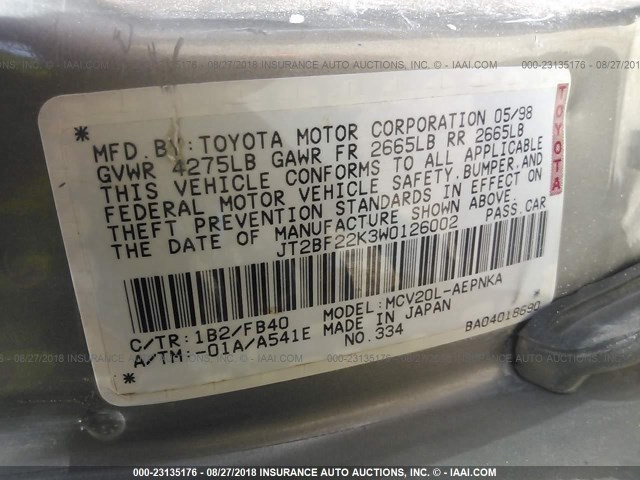 000-23135176 - 08/27/2018 INSURANCE AUTO AUCTIONS, INC. - © - IAAI.COM
*
MFD.BY:TOYOTA MOTOR CORPORATION 05/98
GVWR 4275LB GAWR FR 2665LB RR 2665LB
THIS VEHICLE CONFORMS TO ALL APPLICABLE
FEDERAL MOTOR VEHICLE SAFETY,BUMPER,AND
THEFT PREVENTION STANDARDS IN EFFECT ON
THE DATE OF MANUFACTURE SHOWN ABOVE.
JT2BF22K3W0126002 PASS.CAR
TOYOTA
C/TR:1B2/FB40 MODEL:MCV20L-AEPNKA
A/TM:-01A/A541E MADE IN JAPAN
NO.334 BA04018690
*
000-23135176 - 08/27/2018 INSURANCE AUTO AUCTIONS, INC. - © - IAAI.COM